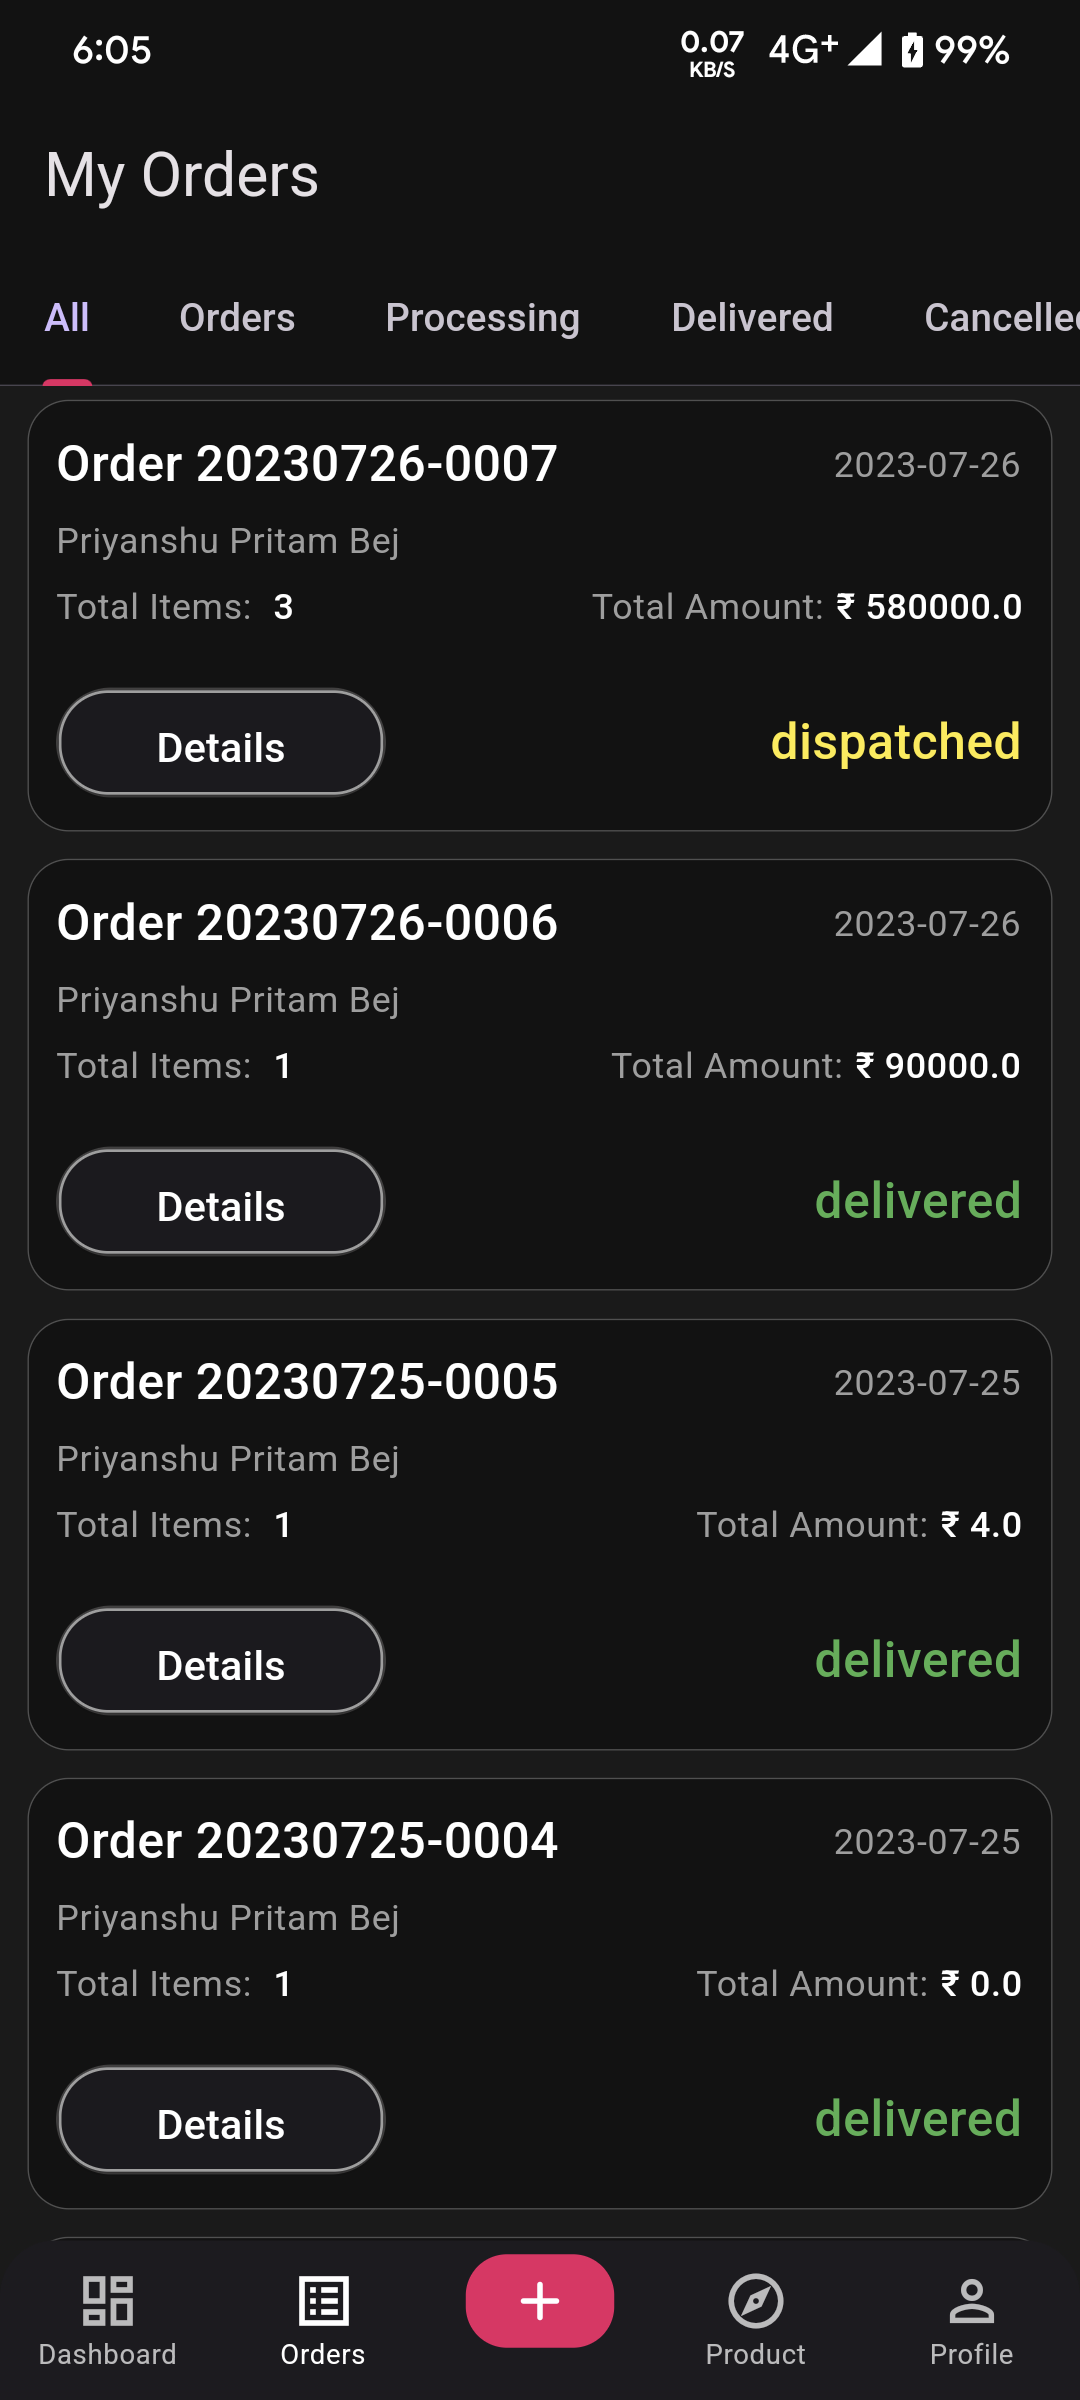 6:05 0.07 KB/S 4G+ 99%
My Orders
All Orders Processing Delivered
Order 20230726-0007 2023-07-26
Priyanshu Pritam Bej
Total Items: 3 Total Amount: ₹ 580000.0
Details dispatched
Order 20230726-0006 2023-07-26
Priyanshu Pritam Bej
Total Items: 1 Total Amount: ₹ 90000.0
Details delivered
Order 20230725-0005 2023-07-25
Priyanshu Pritam Bej
Total Items: 1 Total Amount: ₹ 4.0
Details delivered
Order 20230725-0004 2023-07-25
Priyanshu Pritam Bej
Total Items: 1 Total Amount: ₹ 0.0
Details delivered
Dashboard Orders Product Profile